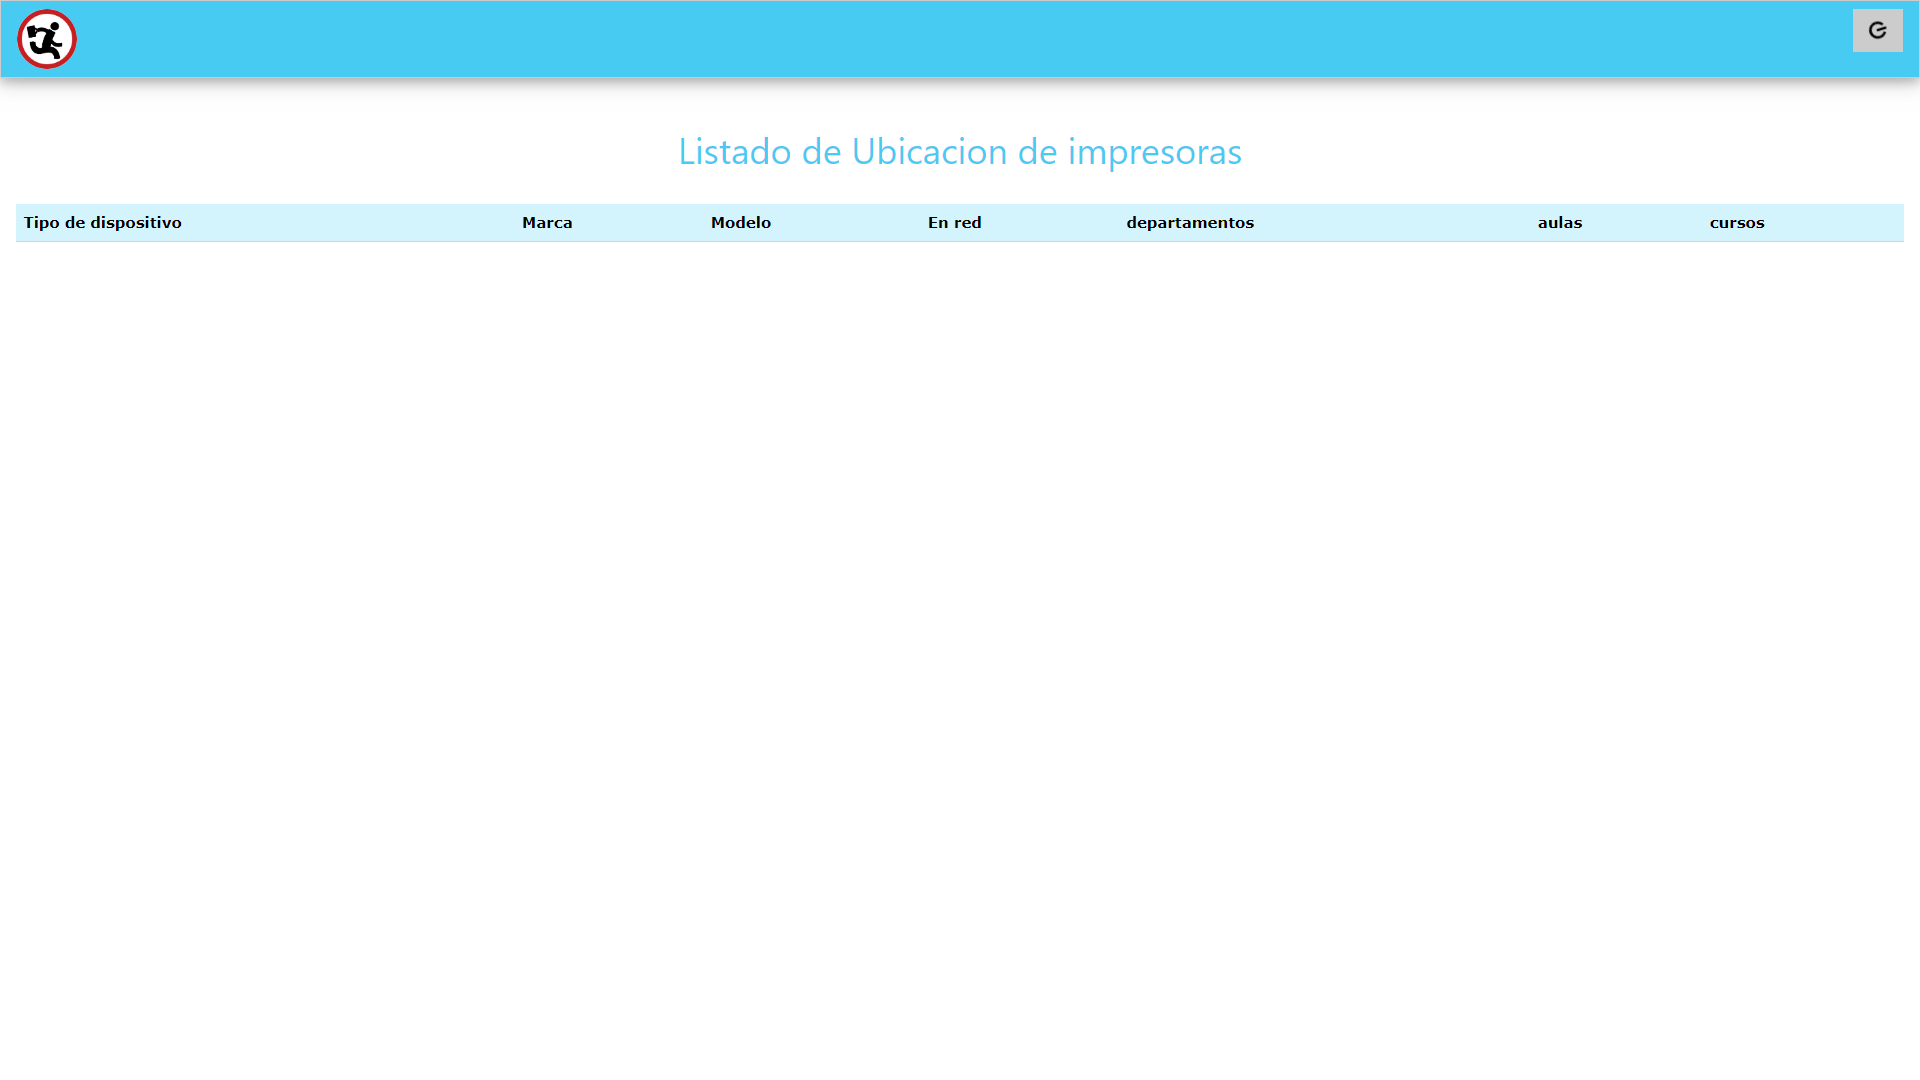 Listado de Ubicacion de impresoras
Tipo de dispositivo Marca Modelo En red departamentos aulas cursos